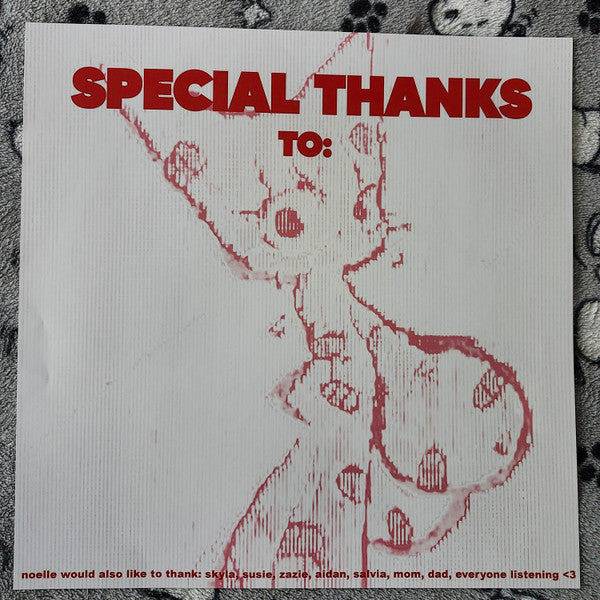 SPECIAL THANKS
TO:
noelle would also like to thank: skyla, susie, zazie, aidan, salvia, mom, dad, everyone listening <3